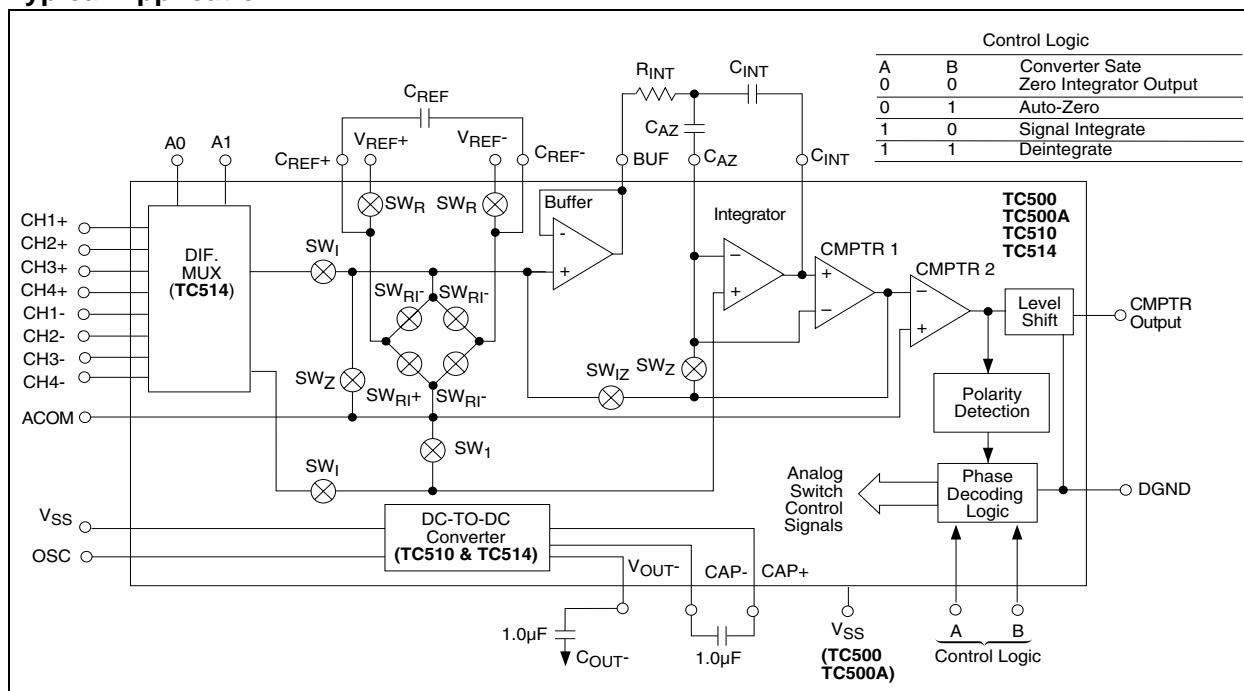 Control Logic
A B Converter Sate
0 0 Zero Integrator Output
0 1 Auto-Zero
1 0 Signal Integrate
1 1 Deintegrate
RINT
CINT
CREF
CAZ
VREF+
VREF-
A0
A1
CREF+
CREF-
BUF
CAZ
CINT
SWR
SWR
Buffer
-
+
Integrator
−
+
CMPTR 1
+
−
CMPTR 2
−
+
TC500
TC500A
TC510
TC514
CH1+
CH2+
CH3+
CH4+
CH1-
CH2-
CH3-
CH4-
DIF.
MUX
(TC514)
SWI
SWRI-
SWRI-
SWZ
SWRI+
SWRI-
SWIZ
SWZ
Level
Shift
CMPTR
Output
Polarity
Detection
ACOM
SW1
SWI
Analog
Switch
Control
Signals
Phase
Decoding
Logic
DGND
VSS
OSC
DC-TO-DC
Converter
(TC510 & TC514)
VOUT-
CAP-
CAP+
1.0µF
COUT-
1.0µF
VSS
(TC500
TC500A)
A
B
Control Logic